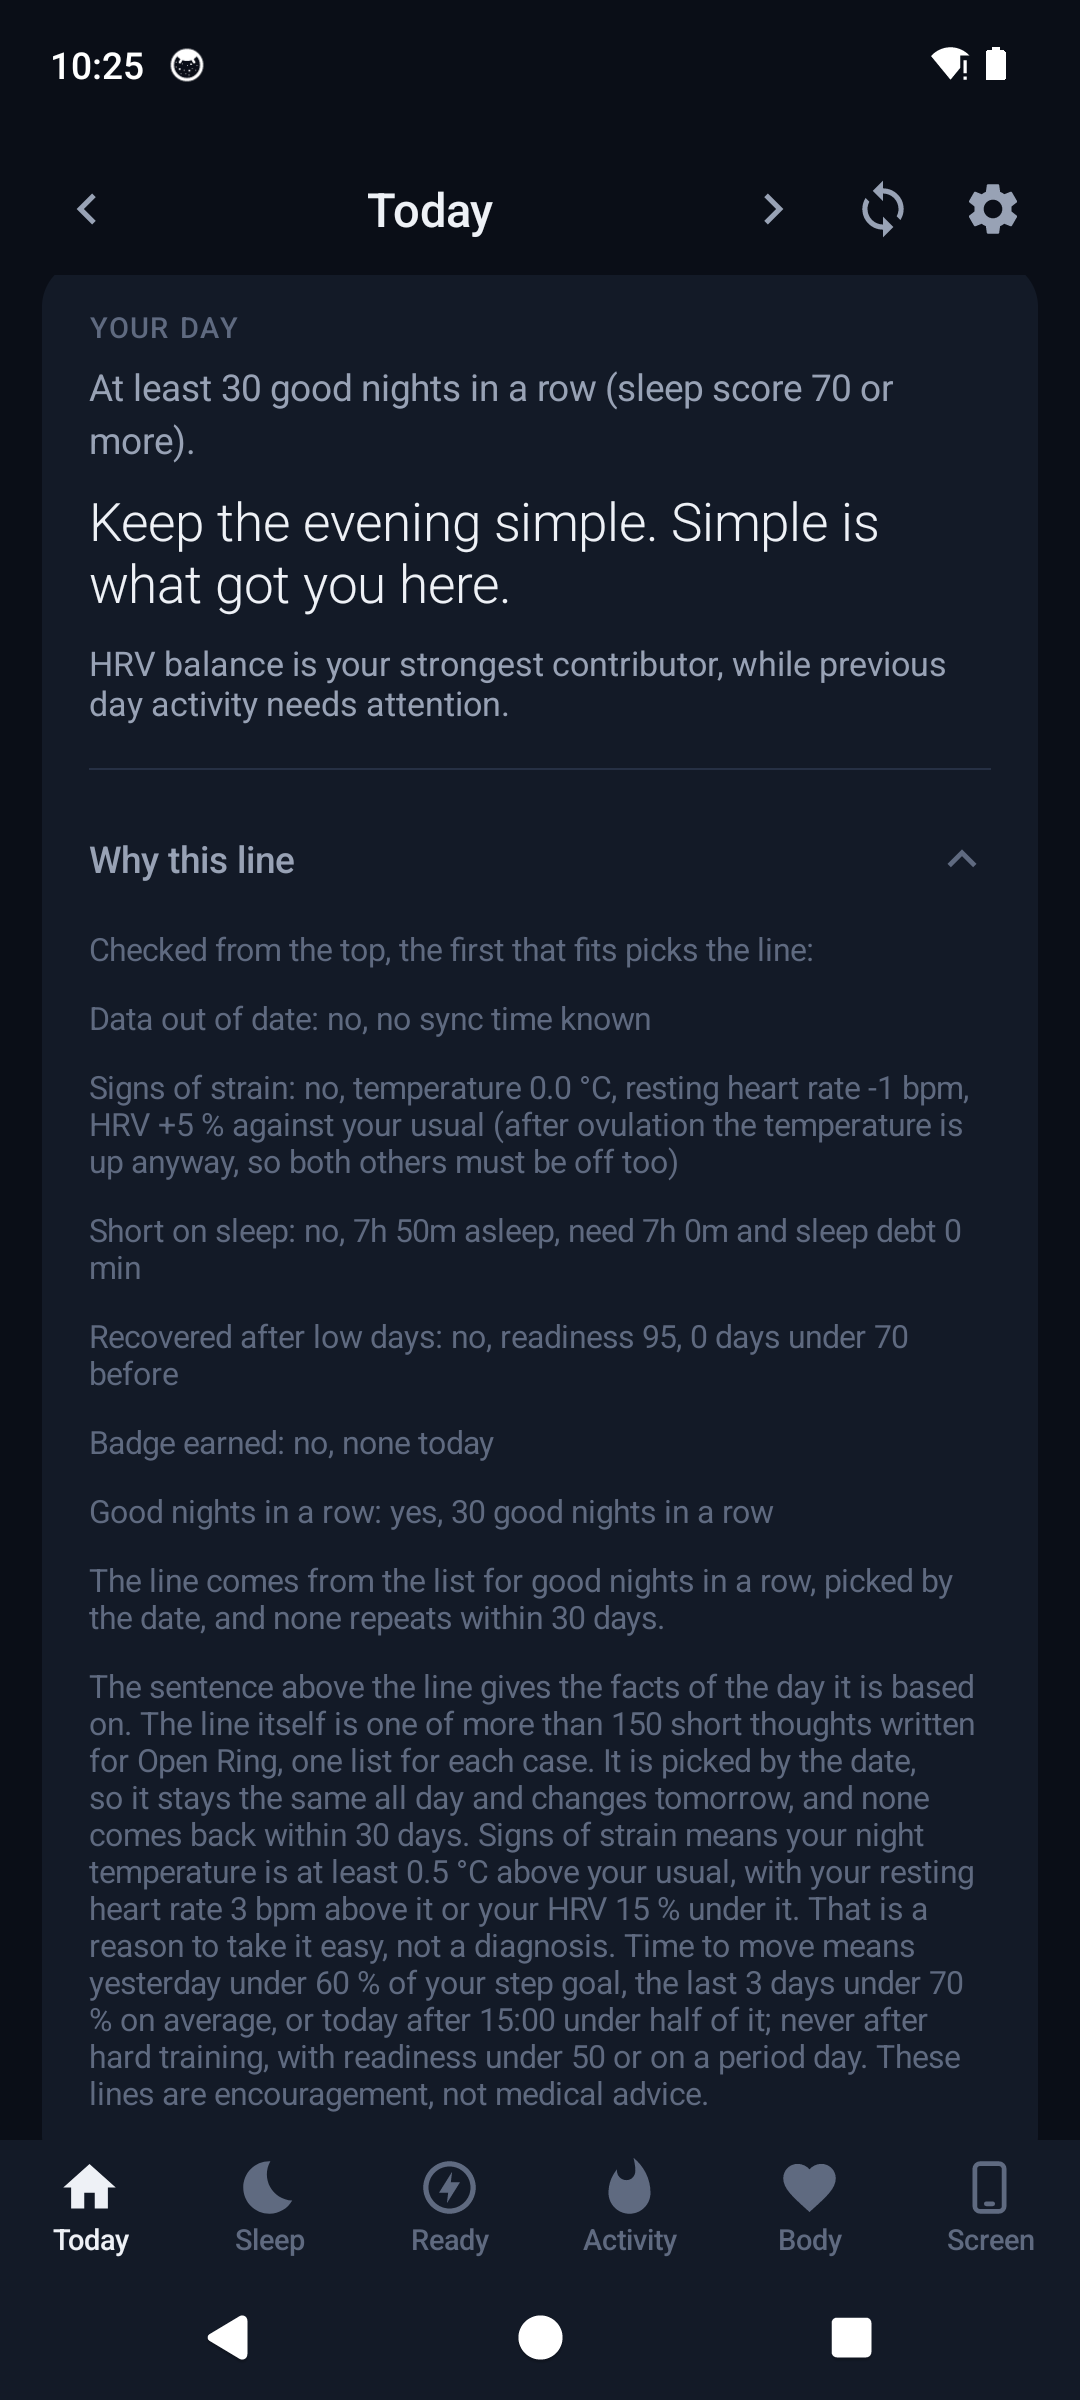 10:25
Today
YOUR DAY
At least 30 good nights in a row (sleep score 70 or
more).
Keep the evening simple. Simple is
what got you here.
HRV balance is your strongest contributor, while previous
day activity needs attention.
Why this line
Checked from the top, the first that fits picks the line:
Data out of date: no, no sync time known
Signs of strain: no, temperature 0.0 °C, resting heart rate -1 bpm,
HRV +5 % against your usual (after ovulation the temperature is
up anyway, so both others must be off too)
Short on sleep: no, 7h 50m asleep, need 7h 0m and sleep debt 0
min
Recovered after low days: no, readiness 95, 0 days under 70
before
Badge earned: no, none today
Good nights in a row: yes, 30 good nights in a row
The line comes from the list for good nights in a row, picked by
the date, and none repeats within 30 days.
The sentence above the line gives the facts of the day it is based
on. The line itself is one of more than 150 short thoughts written
for Open Ring, one list for each case. It is picked by the date,
so it stays the same all day and changes tomorrow, and none
comes back within 30 days. Signs of strain means your night
temperature is at least 0.5 °C above your usual, with your resting
heart rate 3 bpm above it or your HRV 15 % under it. That is a
reason to take it easy, not a diagnosis. Time to move means
yesterday under 60 % of your step goal, the last 3 days under 70
% on average, or today after 15:00 under half of it; never after
hard training, with readiness under 50 or on a period day. These
lines are encouragement, not medical advice.
Today
Sleep
Ready
Activity
Body
Screen